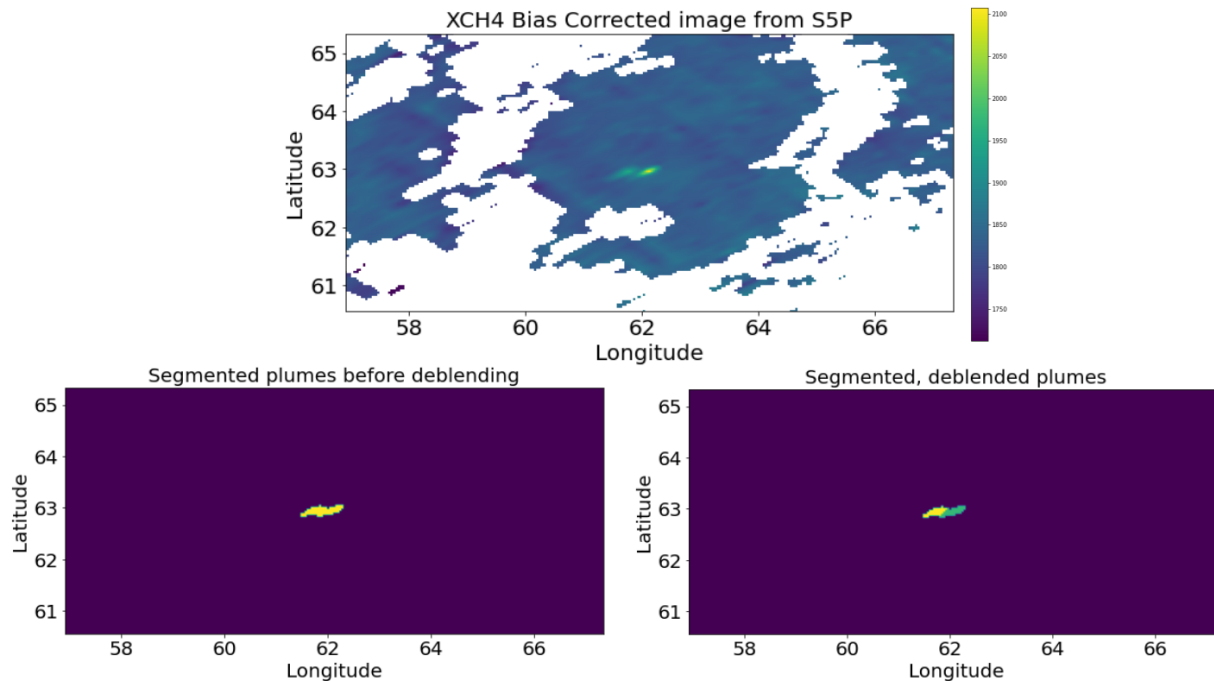 XCH4 Bias Corrected image from S5P
2100
2050
2000
1950
1900
1850
1800
1750
65
64
63
62
61
Latitude
58 60 62 64 66
Longitude
Segmented plumes before deblending
65
64
63
62
61
Latitude
58 60 62 64 66
Longitude
Segmented, deblended plumes
65
64
63
62
61
Latitude
58 60 62 64 66
Longitude